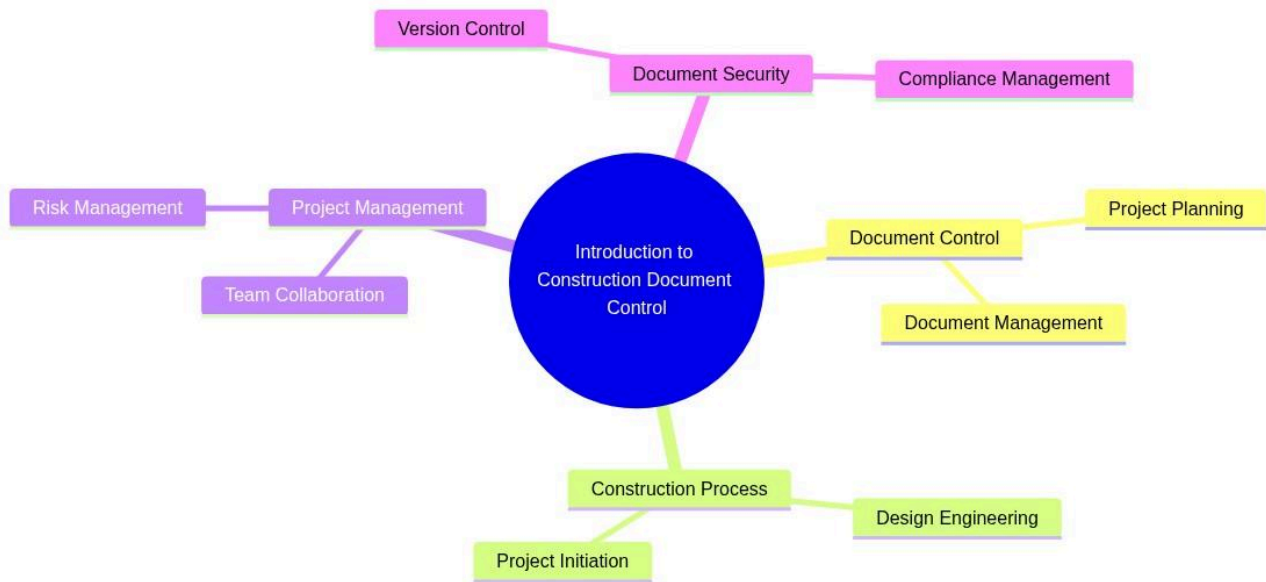 Version Control
Document Security
Compliance Management
Risk Management
Project Management
Team Collaboration
Introduction to
Construction Document
Control
Document Control
Project Planning
Document Management
Construction Process
Design Engineering
Project Initiation